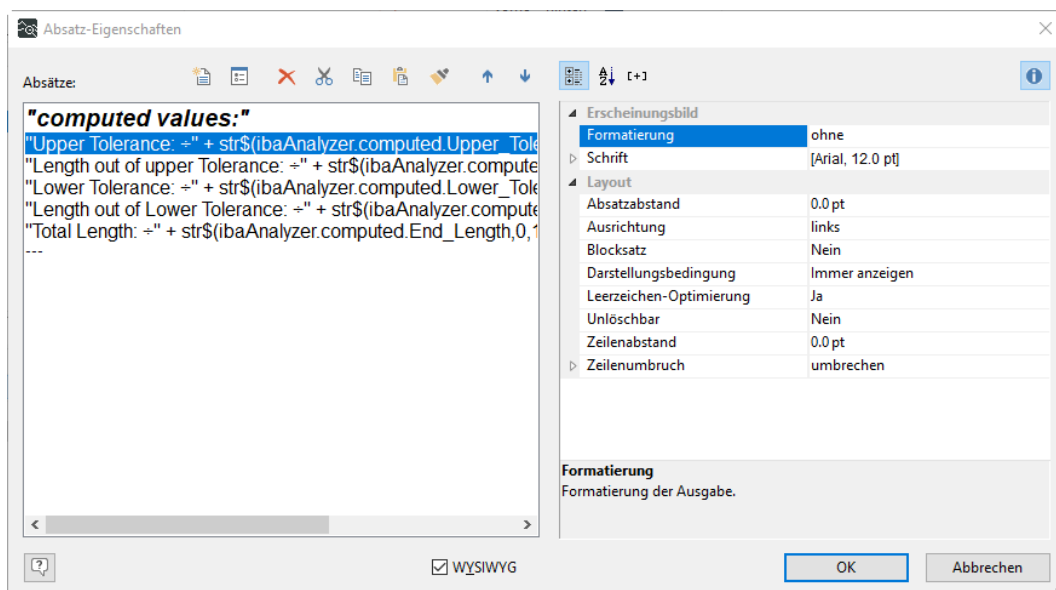 Absatz-Eigenschaften
Absätze:
"computed values:"
"Upper Tolerance: ÷" + str$(ibaAnalyzer.computed.Upper_Tole
"Length out of upper Tolerance: ÷" + str$(ibaAnalyzer.compute
"Lower Tolerance: ÷" + str$(ibaAnalyzer.computed.Lower_Tole
"Length out of Lower Tolerance: ÷" + str$(ibaAnalyzer.compute
"Total Length: ÷" + str$(ibaAnalyzer.computed.End_Length,0,1
---
Erscheinungsbild
Formatierung ohne
Schrift [Arial, 12.0 pt]
Layout
Absatzabstand 0.0 pt
Ausrichtung links
Blocksatz Nein
Darstellungsbedingung Immer anzeigen
Leerzeichen-Optimierung Ja
Unlöschbar Nein
Zeilenabstand 0.0 pt
Zeilenumbruch umbrechen
Formatierung
Formatierung der Ausgabe.
WYSIWYG
OK
Abbrechen